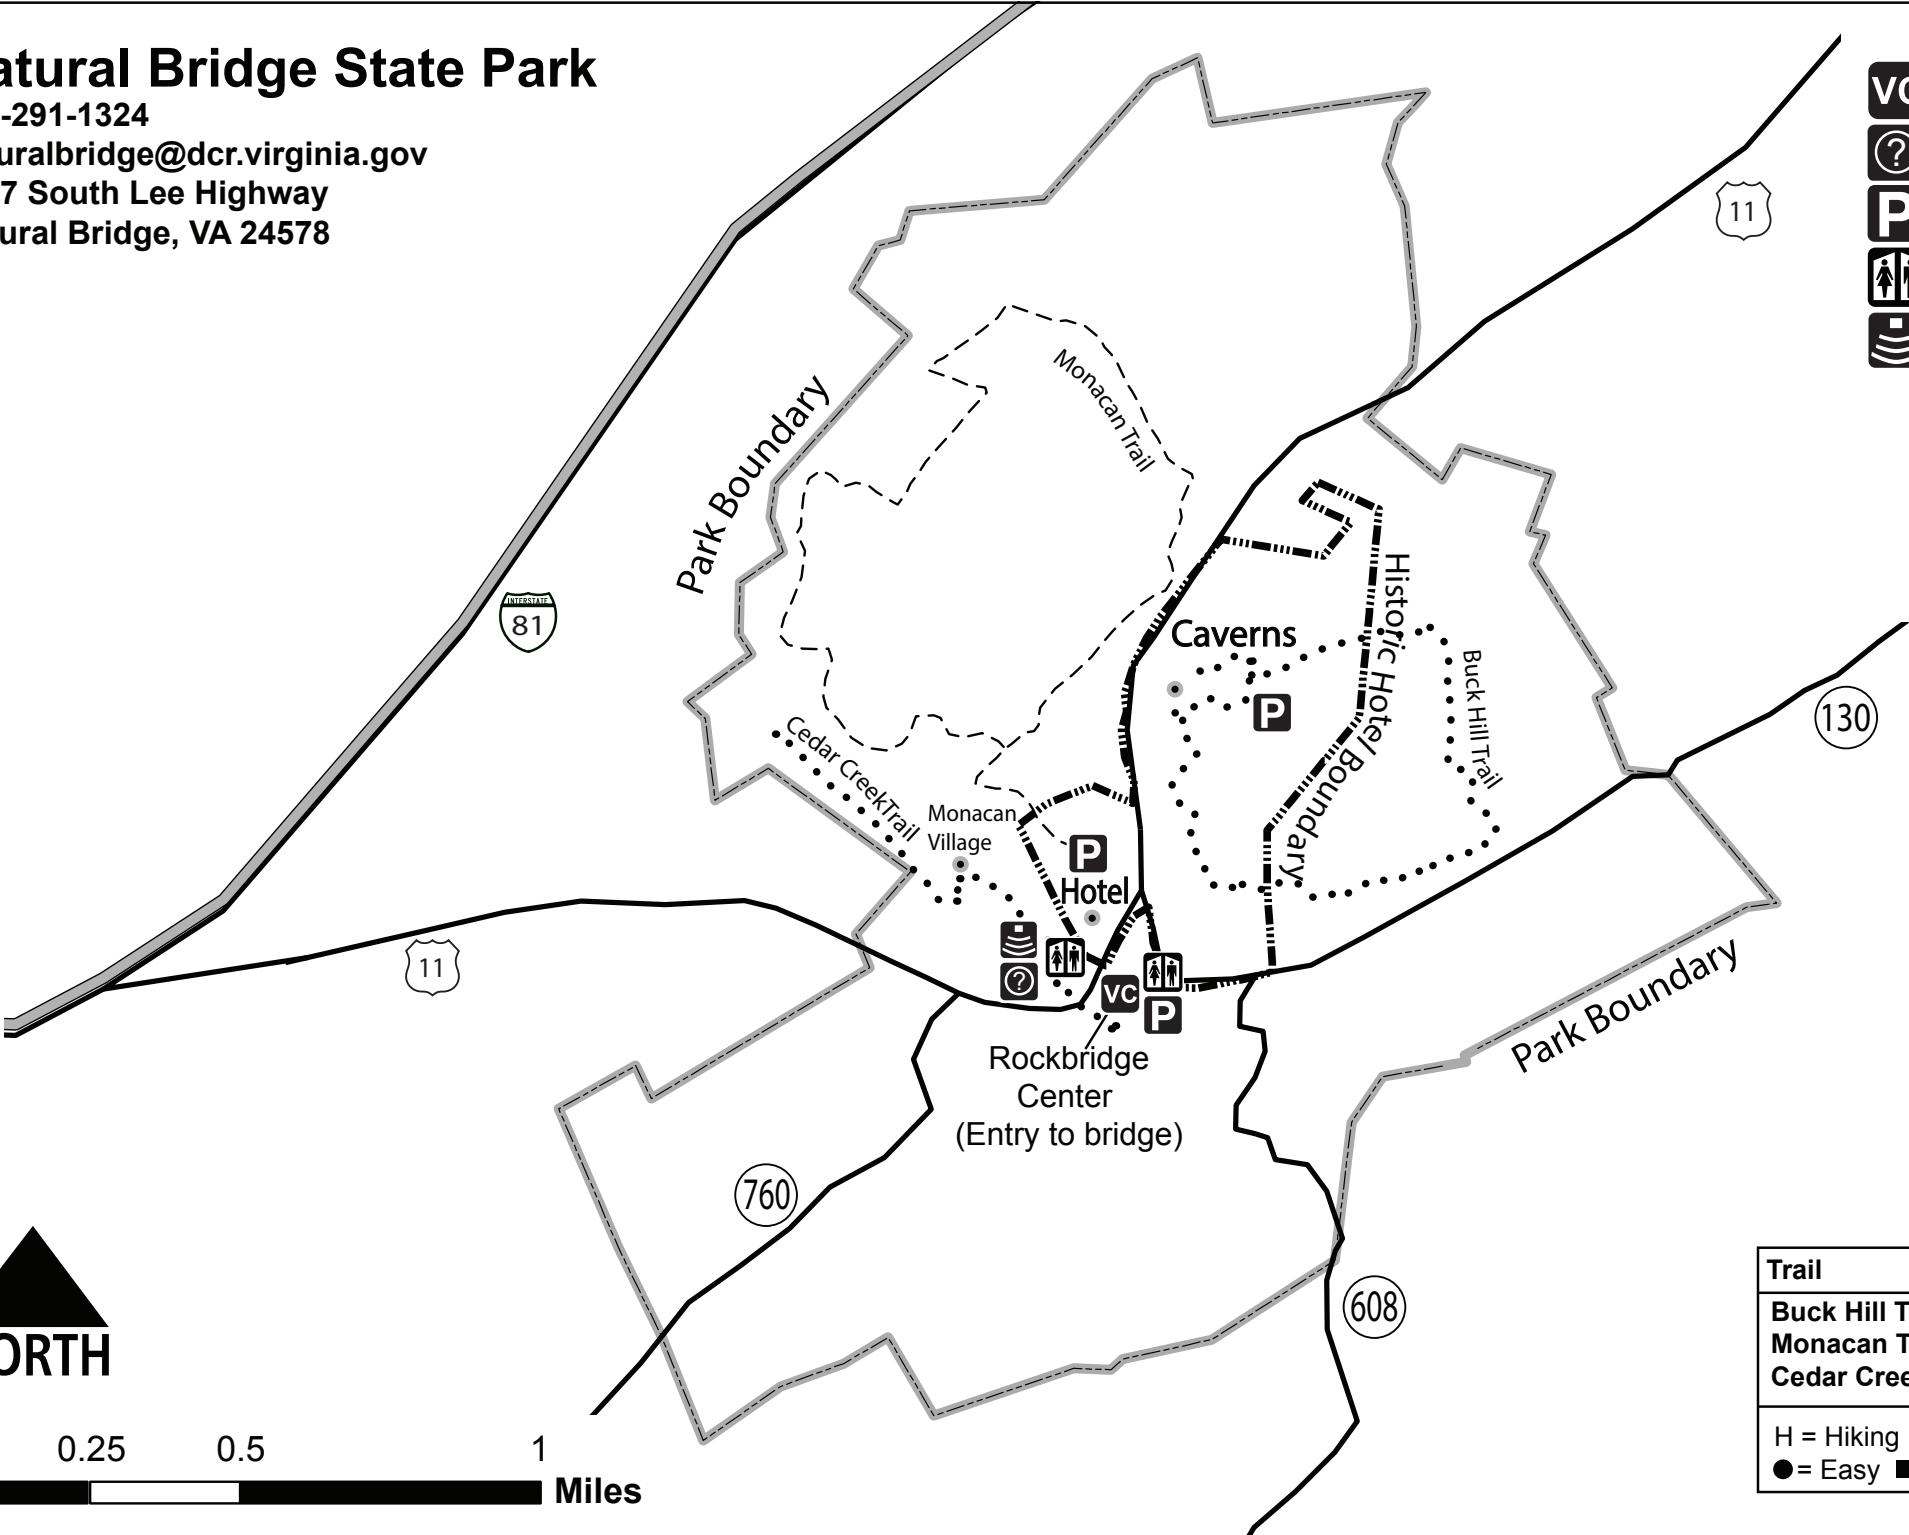 atural Bridge State Park
-291-1324
uralbridge@dcr.virginia.gov
7 South Lee Highway
ural Bridge, VA 24578
VC
?
P
11
Park Boundary
Monacan Trail
INTERSTATE
81
Caverns
P
Historic Hotel Boundary
Buck Hill Trail
130
Cedar CreekTrail
Monacan
Village
P
Hotel
11
?
VC
P
Rockbridge
Center
(Entry to bridge)
Park Boundary
760
608
ORTH
0.25 0.5 1
Miles
Trail
Buck Hill T
Monacan T
Cedar Cree
H = Hiking
= Easy